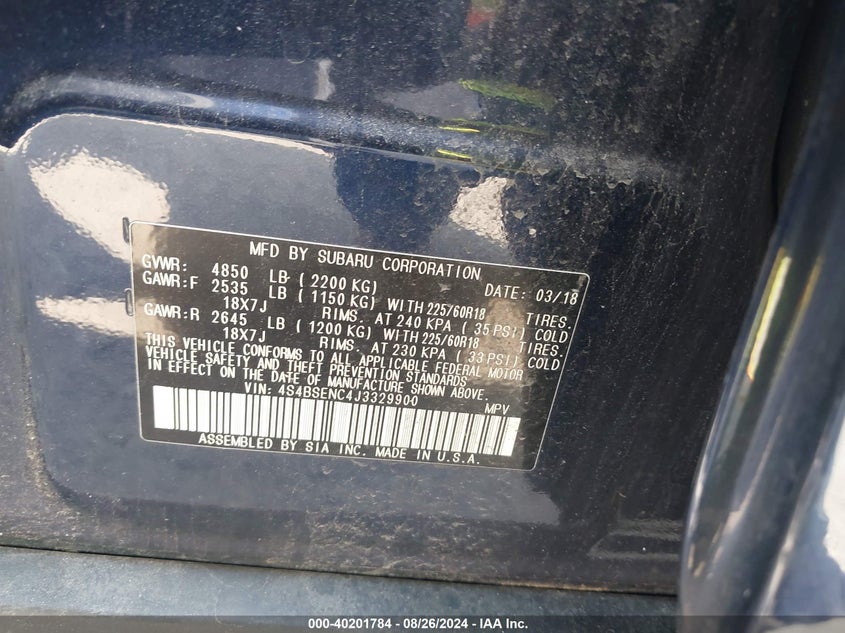 MFD BY SUBARU CORPORATION
GVWR: 4850 LB ( 2200 KG) DATE: 03/18
GAWR:F 2535 LB ( 1150 KG) WITH 225/60R18 TIRES.
18X7J RIMS. AT 240 KPA ( 35 PSI) COLD
GAWR:R 2645 LB ( 1200 KG) WITH 225/60R18 TIRES.
18X7J RIMS. AT 230 KPA ( 33 PSI) COLD.
THIS VEHICLE CONFORMS TO ALL APPLICABLE FEDERAL MOTOR
VEHICLE SAFETY AND THEFT PREVENTION STANDARDS
IN EFFECT ON THE DATE OF MANUFACTURE SHOWN ABOVE.
VIN: 4S4BSENC4J3329900 MPV
ASSEMBLED BY SIA INC. MADE IN U.S.A.
000-40201784 - 08/26/2024 - IAA Inc.